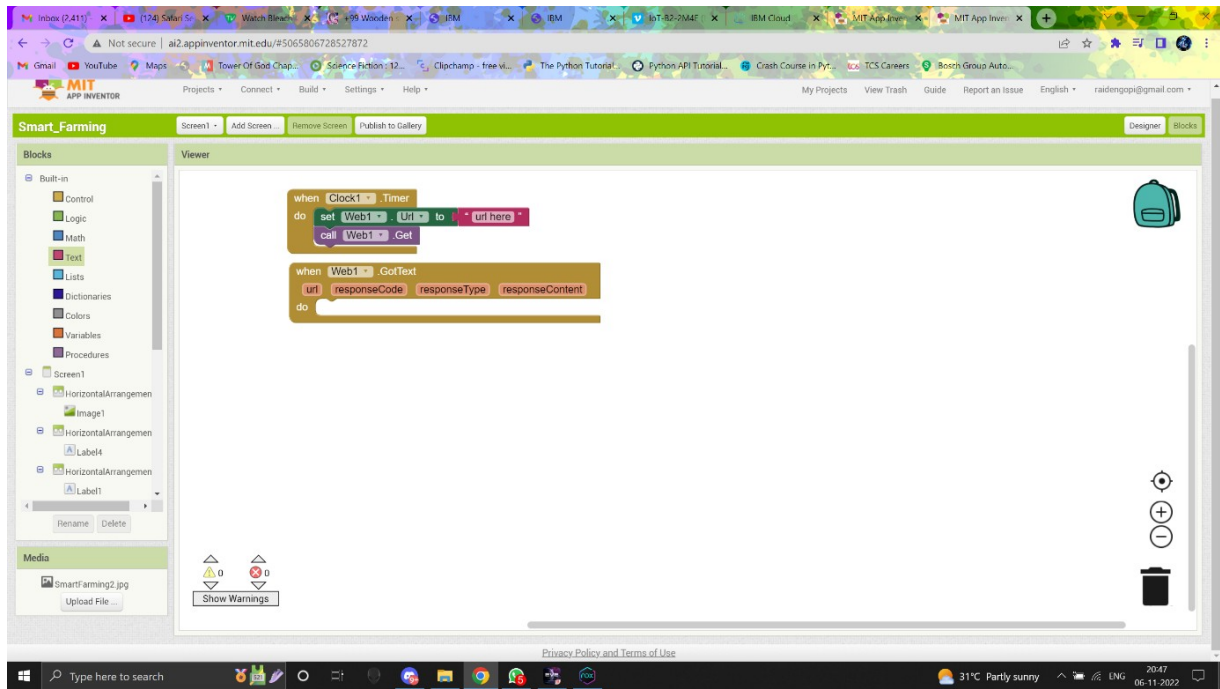 Inbox (2,411)
(124) Safari So
Watch Bleach
+99 Wooden
IBM
IBM
IoT-B2-2M4E
IBM Cloud
MIT App Inven
MIT App Inven
Not secure
ai2.appinventor.mit.edu/#5065806728527872
Gmail
YouTube
Maps
Tower Of God Chap...
Science Fiction : 12...
Clipchamp - free vi...
The Python Tutorial...
Python API Tutorial...
Crash Course in Pyt...
TCS Careers
Bosch Group Auto...
MIT
APP INVENTOR
Projects
Connect
Build
Settings
Help
My Projects
View Trash
Guide
Report an Issue
English
raidengopi@gmail.com
Smart_Farming
Screen1
Add Screen ...
Remove Screen
Publish to Gallery
Designer
Blocks
Blocks
Viewer
Built-in
Control
Logic
Math
Text
Lists
Dictionaries
Colors
Variables
Procedures
Screen1
HorizontalArrangemen
Image1
HorizontalArrangemen
Label4
HorizontalArrangemen
Label1
Rename
Delete
Media
SmartFarming2.jpg
Upload File ...
when Clock1 .Timer
do set Web1 . Url to " url here "
call Web1 .Get
when Web1 .GotText
url responseCode responseType responseContent
do
0
0
Show Warnings
Privacy Policy and Terms of Use
Type here to search
31°C Partly sunny
ENG
20:47
06-11-2022